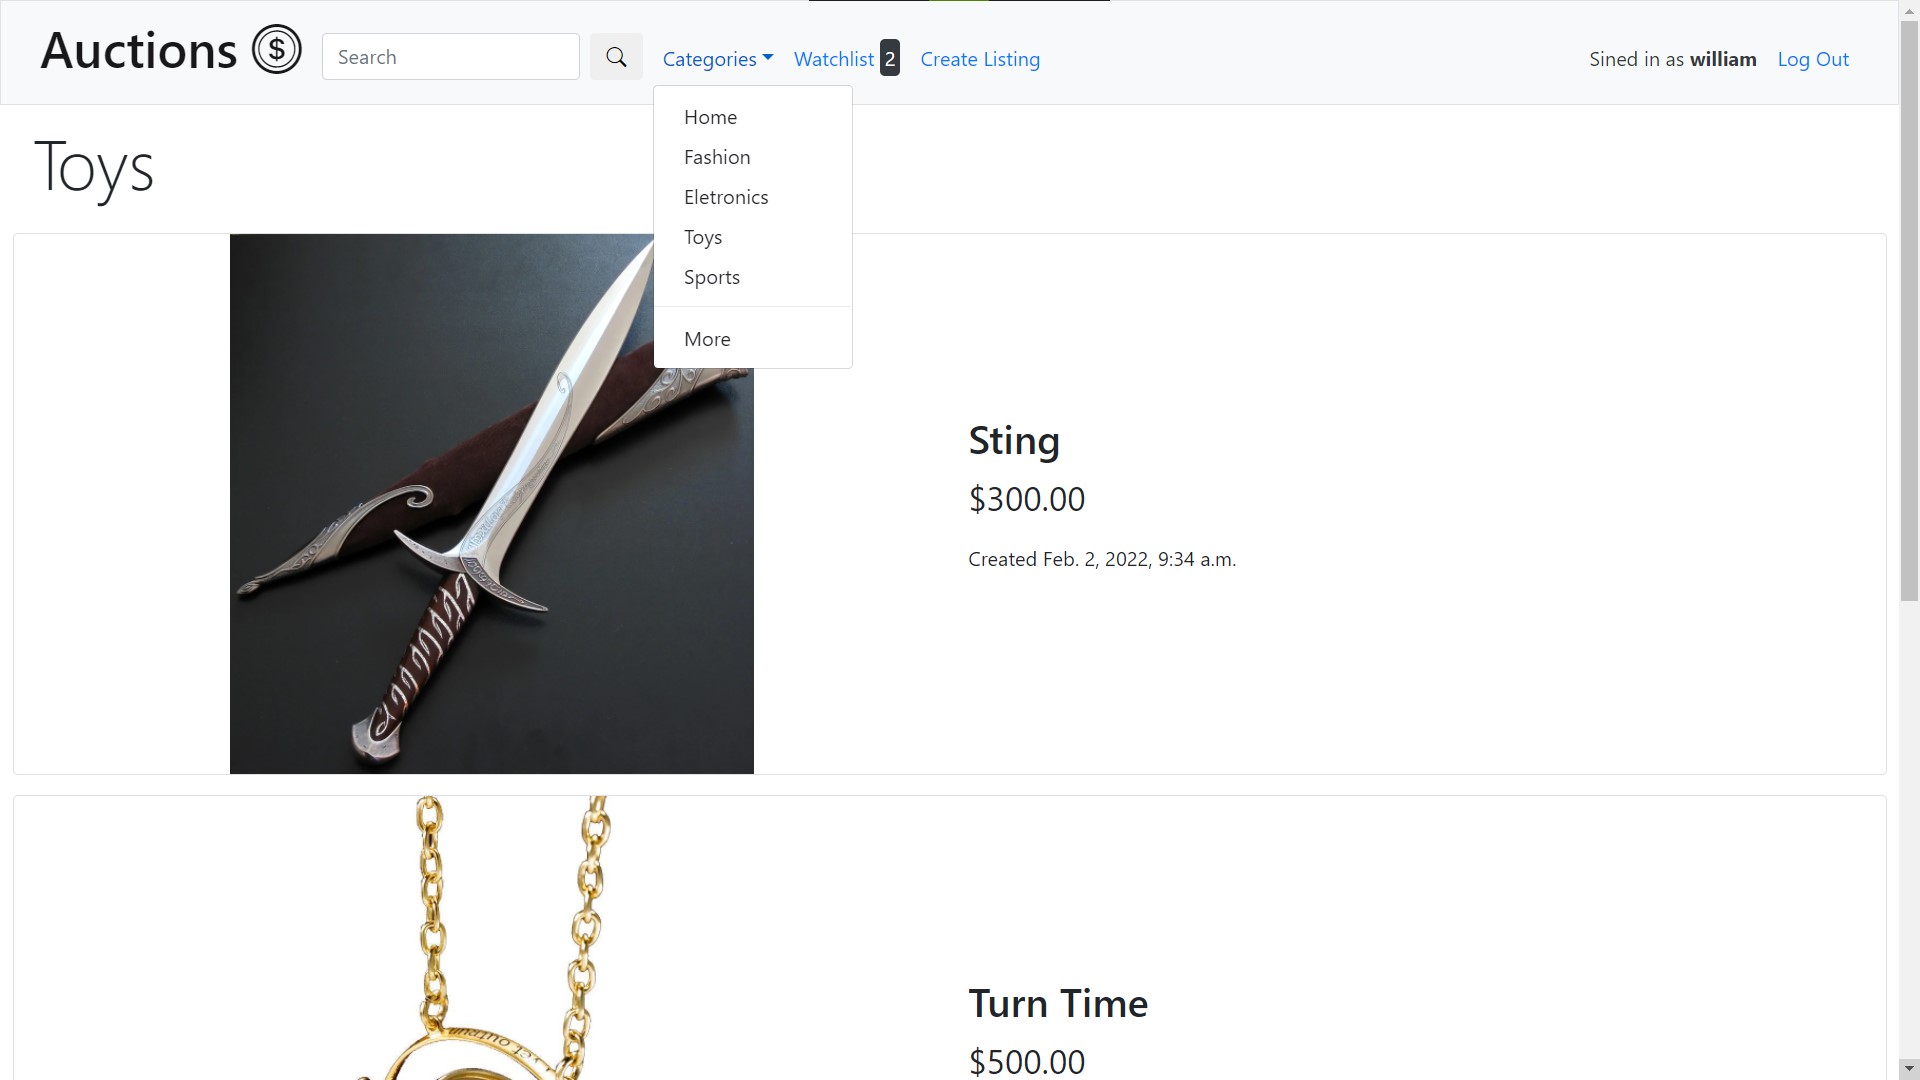 Auctions $
Search
Categories
Watchlist 2
Create Listing
Sined in as william
Log Out
Home
Fashion
Eletronics
Toys
Sports
More
Toys
Sting
$300.00
Created Feb. 2, 2022, 9:34 a.m.
Turn Time
$500.00